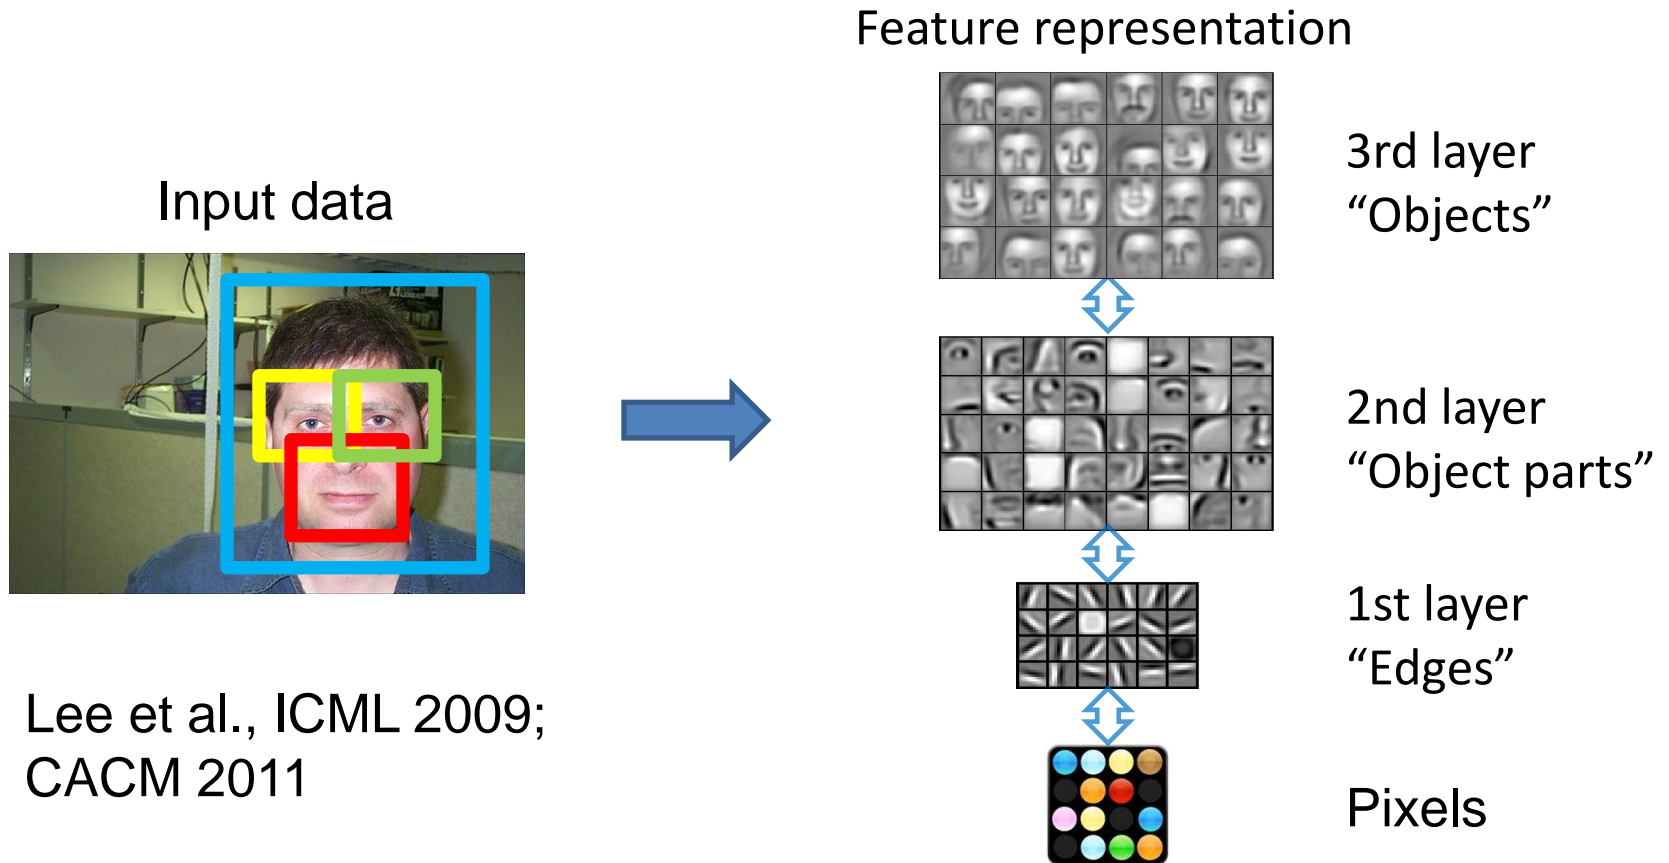 Feature representation
Input data
3rd layer
“Objects”
2nd layer
“Object parts”
1st layer
“Edges”
Pixels
Lee et al., ICML 2009;
CACM 2011